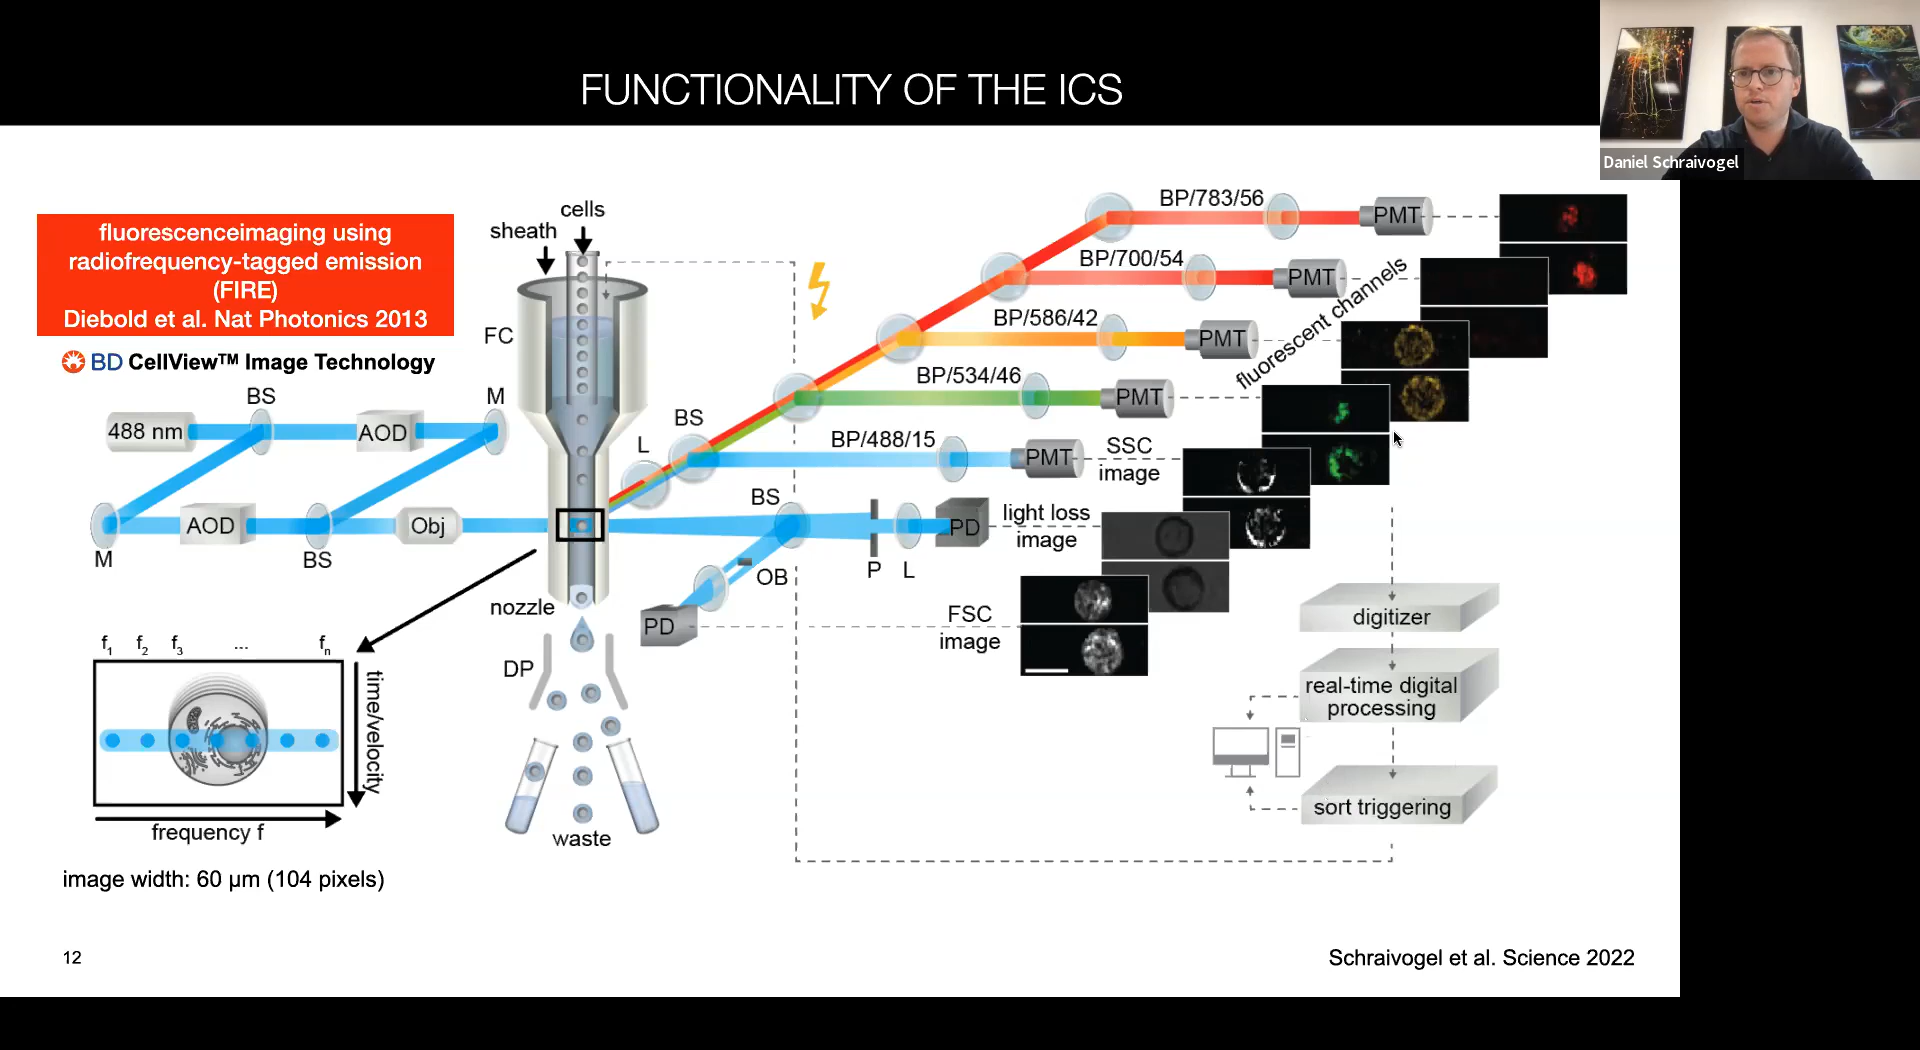 FUNCTIONALITY OF THE ICS
Daniel Schraivogel
fluorescenceimaging using
radiofrequency-tagged emission
(FIRE)
Diebold et al. Nat Photonics 2013
BD CellView™ Image Technology
488 nm
BS
AOD
M
M
AOD
BS
Obj
sheath
cells
FC
nozzle
DP
waste
L
BS
BP/783/56
PMT
BP/700/54
PMT
BP/586/42
PMT
BP/534/46
PMT
fluorescent channels
BP/488/15
PMT
SSC
image
BS
P
L
PD
light loss
image
OB
PD
FSC
image
digitizer
real-time digital
processing
sort triggering
f1 f2 f3 ... fn
time/velocity
frequency f
image width: 60 µm (104 pixels)
12
Schraivogel et al. Science 2022